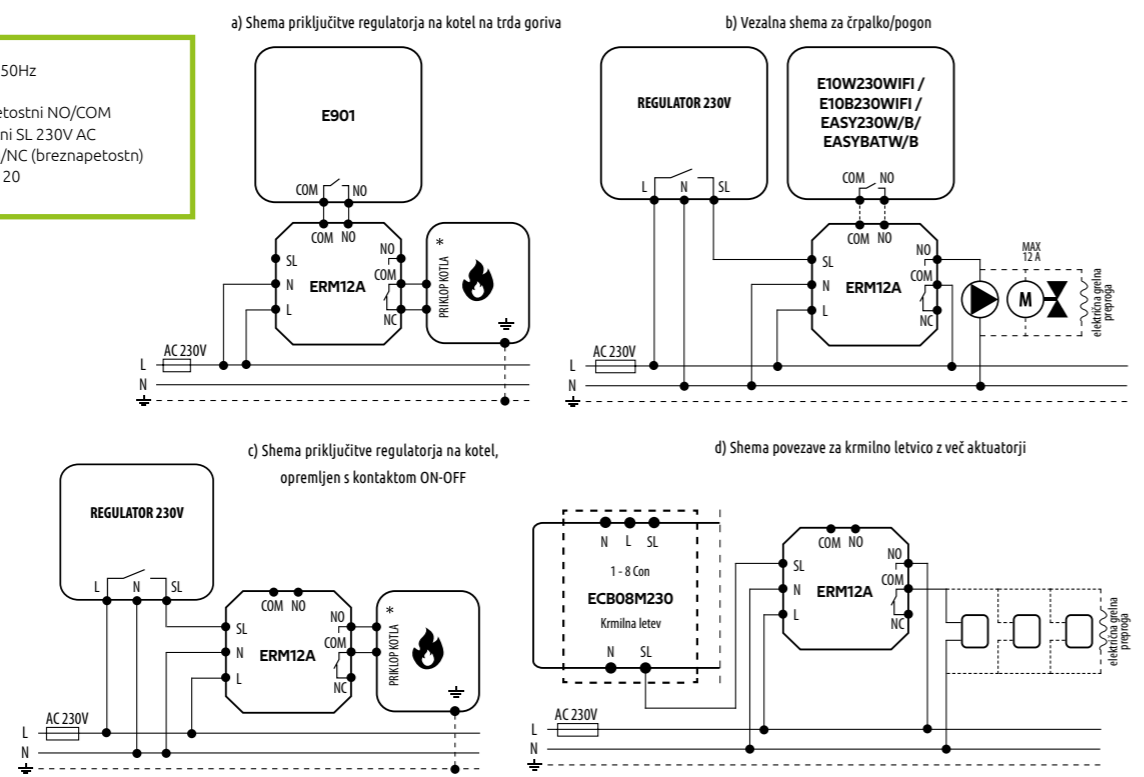 50Hz
NO/COM
ni SL 230V AC
/NC (breznapetostn)
20
a) Shema priključitve regulatorja na kotel na trda goriva
E901
COM NO
COM NO
SL
N
L
ERM12A
NO
COM
NC
*
PRIKLOP KOTLA
AC 230V
L
N
b) Vezalna shema za črpalko/pogon
REGULATOR 230V
L N SL
E10W230WIFI /
E10B230WIFI /
EASY230W/B/
EASYBATW/B
COM NO
COM NO
SL
N
L
ERM12A
NO
COM
NC
MAX
12 A
M
električna grelna
preproga
AC 230V
L
N
c) Shema priključitve regulatorja na kotel,
opremljen s kontaktom ON-OFF
REGULATOR 230V
L N SL
COM NO
SL
N
L
ERM12A
NO
COM
NC
*
PRIKLOP KOTLA
AC 230V
L
N
d) Shema povezave za krmilno letvico z več aktuatorji
N L SL
1 - 8 Con
ECB08M230
Krmilna letev
N SL
COM NO
SL
N
L
ERM12A
NO
COM
NC
električna grelna
preproga
AC 230V
L
N